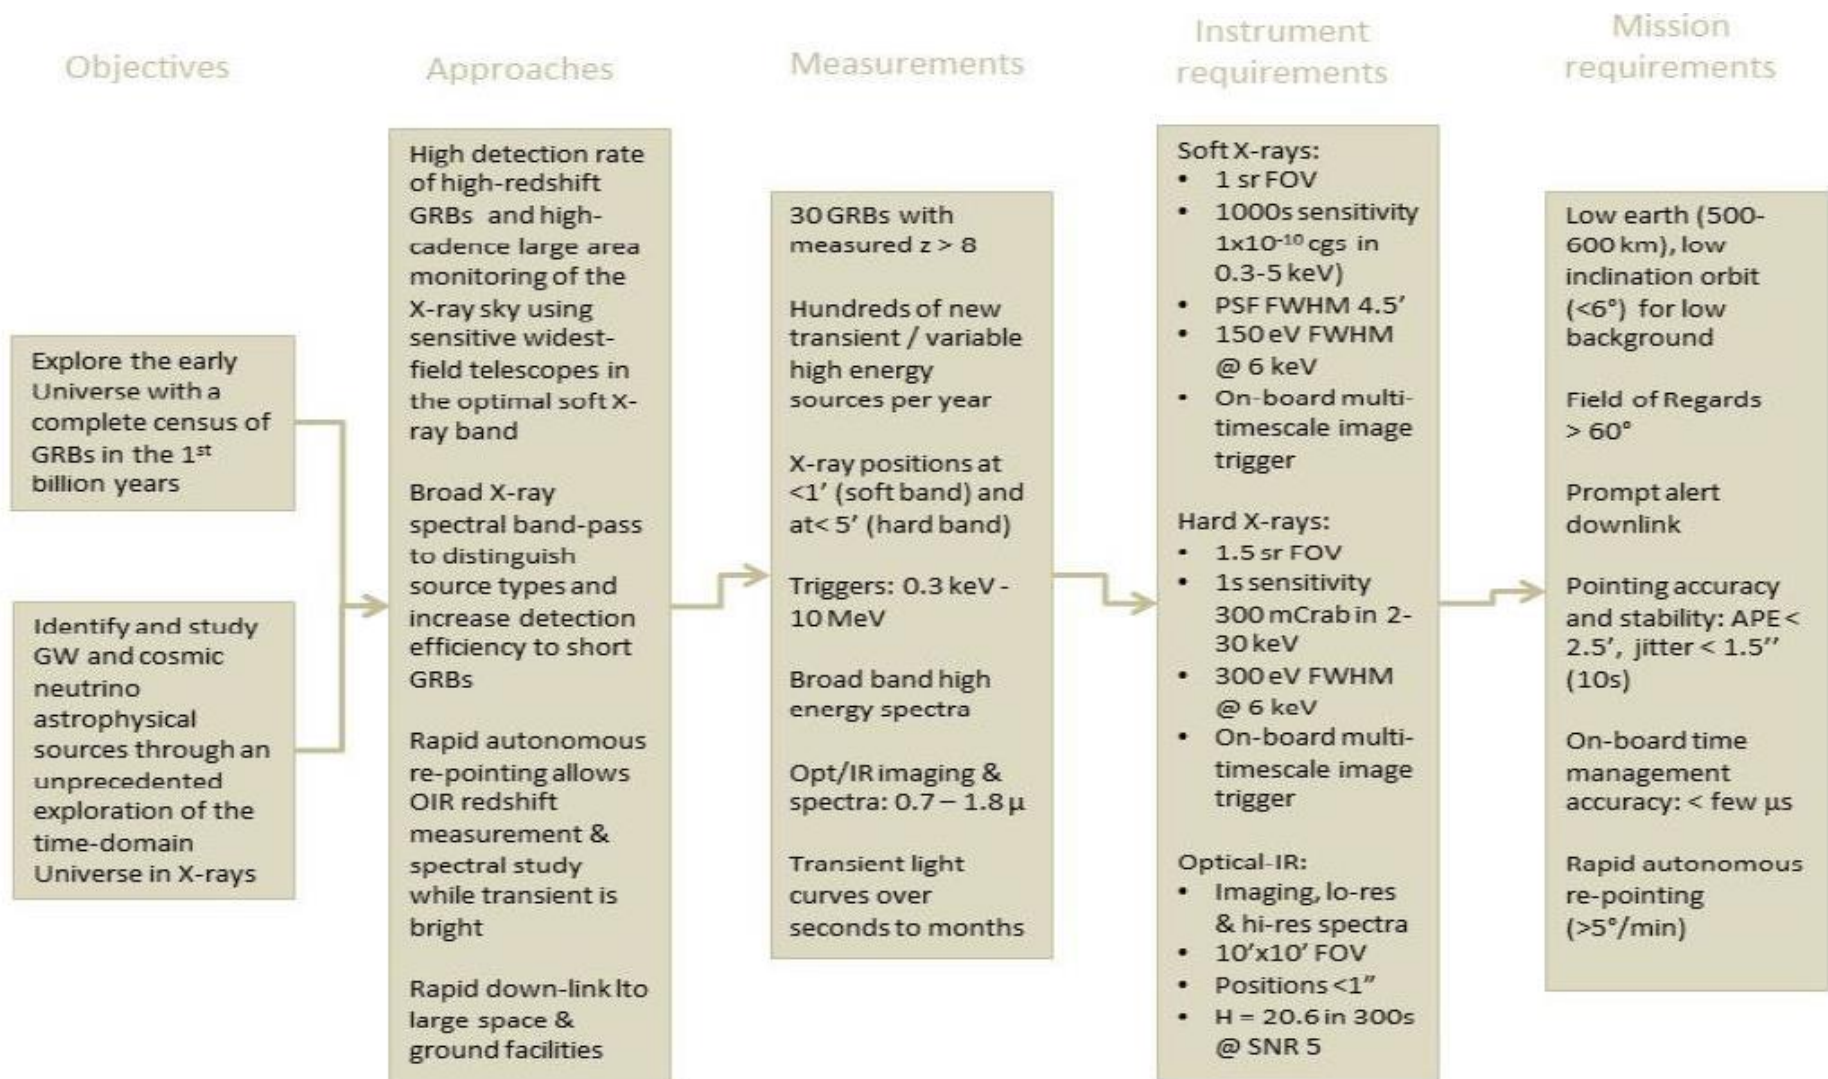 Objectives
Approaches
Measurements
Instrument
requirements
Mission
requirements
Explore the early
Universe with a
complete census of
GRBs in the 1st
billion years
Identify and study
GW and cosmic
neutrino
astrophysical
sources through an
unprecedented
exploration of the
time-domain
Universe in X-rays
High detection rate
of high-redshift
GRBs and high-
cadence large area
monitoring of the
X-ray sky using
sensitive widest-
field telescopes in
the optimal soft X-
ray band
Broad X-ray
spectral band-pass
to distinguish
source types and
increase detection
efficiency to short
GRBs
Rapid autonomous
re-pointing allows
OIR redshift
measurement &
spectral study
while transient is
bright
Rapid down-link lto
large space &
ground facilities
30 GRBs with
measured z > 8
Hundreds of new
transient / variable
high energy
sources per year
X-ray positions at
<1′ (soft band) and
at< 5′ (hard band)
Triggers: 0.3 keV -
10 MeV
Broad band high
energy spectra
Opt/IR imaging &
spectra: 0.7 – 1.8 μ
Transient light
curves over
seconds to months
Soft X-rays:
• 1 sr FOV
• 1000s sensitivity
1x10⁻¹⁰ cgs in
0.3-5 keV)
• PSF FWHM 4.5′
• 150 eV FWHM
@ 6 keV
• On-board multi-
timescale image
trigger
Hard X-rays:
• 1.5 sr FOV
• 1s sensitivity
300 mCrab in 2-
30 keV
• 300 eV FWHM
@ 6 keV
• On-board multi-
timescale image
trigger
Optical-IR:
• Imaging, lo-res
& hi-res spectra
• 10′x10′ FOV
• Positions <1″
• H = 20.6 in 300s
@ SNR 5
Low earth (500-
600 km), low
inclination orbit
(<6°) for low
background
Field of Regards
> 60°
Prompt alert
downlink
Pointing accuracy
and stability: APE <
2.5′, jitter < 1.5′′
(10s)
On-board time
management
accuracy: < few μs
Rapid autonomous
re-pointing
(>5°/min)